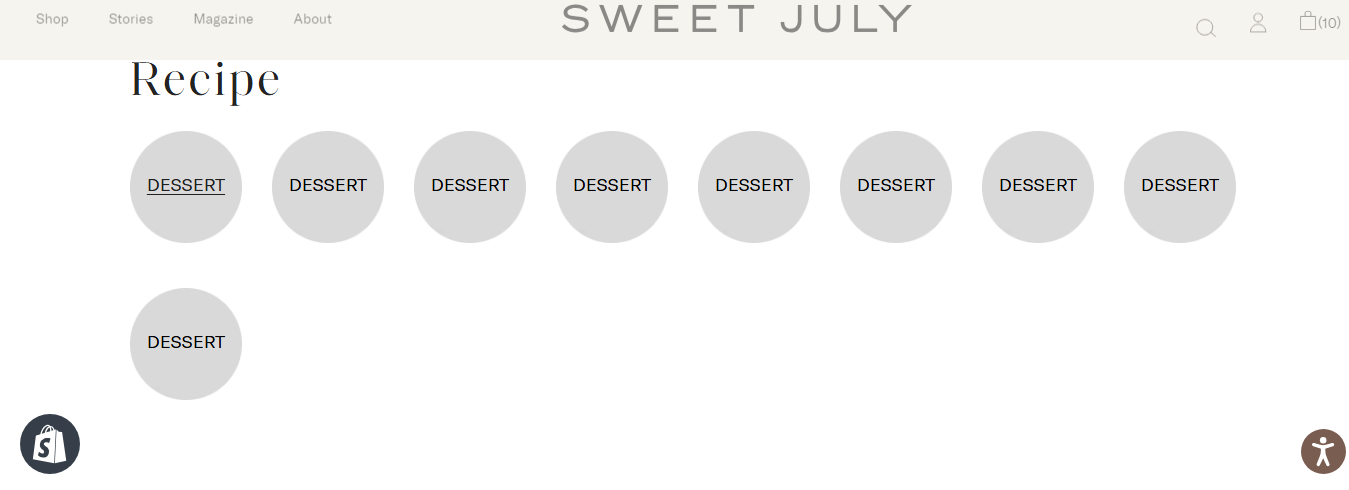 Shop Stories Magazine About SWEET JULY (10)
Recipe
DESSERT DESSERT DESSERT DESSERT DESSERT DESSERT DESSERT DESSERT
DESSERT